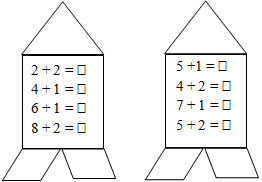 2 + 2 = □
4 + 1 = □
6 + 1 = □
8 + 2 = □
5 +1 = □
4 + 2 = □
7 + 1 = □
5 + 2 = □